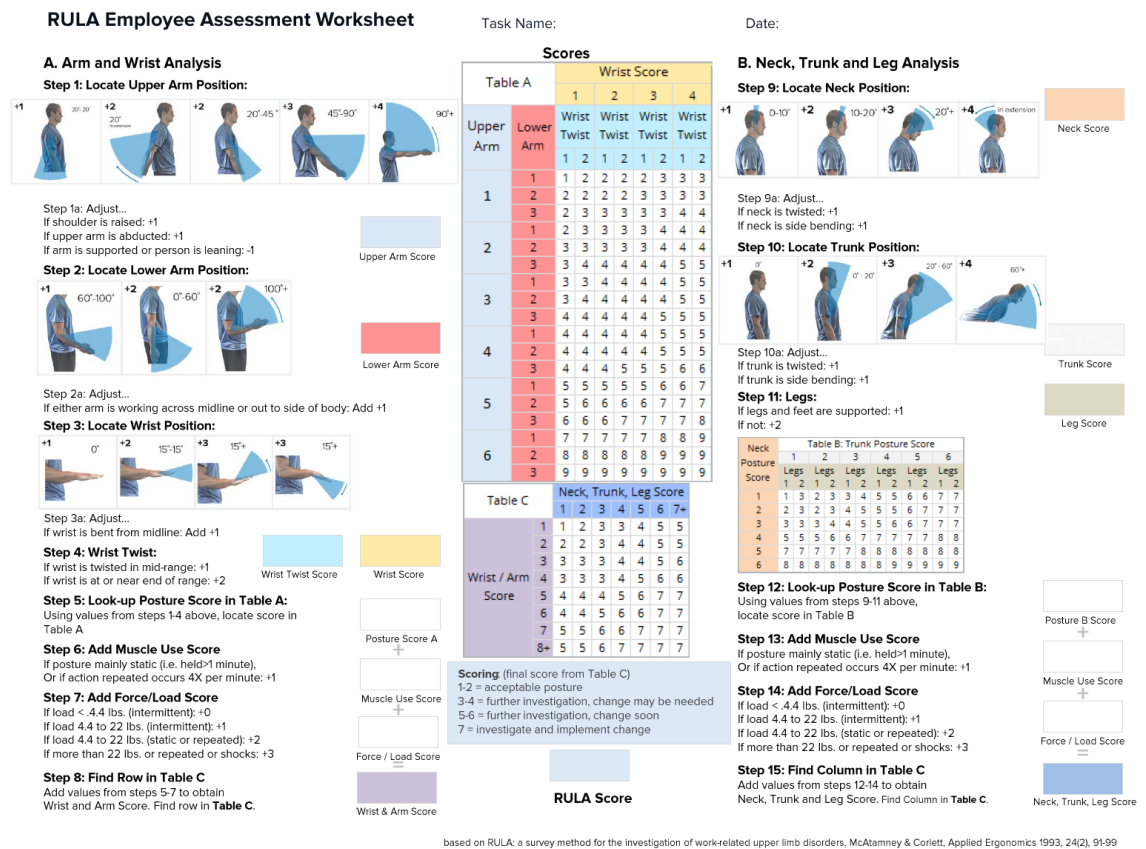 RULA Employee Assessment Worksheet
Task Name:
Date:
A. Arm and Wrist Analysis
Step 1: Locate Upper Arm Position:
+1 20°- 20°
+2 20° in extension
+2 20°-45°
+3 45°-90°
+4 90°+
Step 1a: Adjust...
If shoulder is raised: +1
If upper arm is abducted: +1
If arm is supported or person is leaning: -1
Upper Arm Score
Step 2: Locate Lower Arm Position:
+1 60°-100°
+2 0°-60°
+2 100°+
Lower Arm Score
Step 2a: Adjust...
If either arm is working across midline or out to side of body: Add +1
Step 3: Locate Wrist Position:
+1 0°
+2 15°-15°
+3 15°+
+3 15°+
Step 3a: Adjust...
If wrist is bent from midline: Add +1
Step 4: Wrist Twist:
If wrist is twisted in mid-range: +1
If wrist is at or near end of range: +2
Wrist Twist Score
Wrist Score
Step 5: Look-up Posture Score in Table A:
Using values from steps 1-4 above, locate score in
Table A
Posture Score A
+
Step 6: Add Muscle Use Score
If posture mainly static (i.e. held>1 minute),
Or if action repeated occurs 4X per minute: +1
Muscle Use Score
+
Step 7: Add Force/Load Score
If load < .4.4 lbs. (intermittent): +0
If load 4.4 to 22 lbs. (intermittent): +1
If load 4.4 to 22 lbs. (static or repeated): +2
If more than 22 lbs. or repeated or shocks: +3
Force / Load Score
=
Step 8: Find Row in Table C
Add values from steps 5-7 to obtain
Wrist and Arm Score. Find row in Table C.
Wrist & Arm Score
Scores
Table A
Wrist Score
1 2 3 4
Upper Arm
Lower Arm
Wrist Twist Wrist Twist Wrist Twist Wrist Twist
1 2 1 2 1 2 1 2
1 1 1 2 2 2 2 3 3 3
2 2 2 2 2 3 3 3 3
3 2 3 3 3 3 3 4 4
2 1 2 3 3 3 3 4 4 4
2 3 3 3 3 3 4 4 4
3 3 4 4 4 4 4 5 5
3 1 3 3 4 4 4 4 5 5
2 3 4 4 4 4 4 5 5
3 4 4 4 4 4 5 5 5
4 1 4 4 4 4 4 5 5 5
2 4 4 4 4 4 5 5 5
3 4 4 4 5 5 5 6 6
5 1 5 5 5 5 5 6 6 7
2 5 6 6 6 6 7 7 7
3 6 6 6 7 7 7 7 8
6 1 7 7 7 7 7 8 8 9
2 8 8 8 8 8 9 9 9
3 9 9 9 9 9 9 9 9
Table C
Neck, Trunk, Leg Score
1 2 3 4 5 6 7+
Wrist / Arm Score
1 1 2 3 3 4 5 5
2 2 2 3 4 4 5 5
3 3 3 3 4 4 5 6
4 3 3 3 4 5 6 6
5 4 4 4 5 6 7 7
6 4 4 5 6 6 7 7
7 5 5 6 6 7 7 7
8+ 5 5 6 7 7 7 7
Scoring: (final score from Table C)
1-2 = acceptable posture
3-4 = further investigation, change may be needed
5-6 = further investigation, change soon
7 = investigate and implement change
RULA Score
B. Neck, Trunk and Leg Analysis
Step 9: Locate Neck Position:
+1 0-10°
+2 10-20°
+3 20°+
+4 in extension
Neck Score
Step 9a: Adjust...
If neck is twisted: +1
If neck is side bending: +1
Step 10: Locate Trunk Position:
+1 0°
+2 0° - 20°
+3 20° - 60°
+4 60°+
Step 10a: Adjust...
If trunk is twisted: +1
If trunk is side bending: +1
Trunk Score
Step 11: Legs:
If legs and feet are supported: +1
If not: +2
Leg Score
Neck Posture Score
Table B: Trunk Posture Score
1 2 3 4 5 6
Legs Legs Legs Legs Legs Legs
1 2 1 2 1 2 1 2 1 2 1 2
1 1 3 2 3 3 4 5 5 6 6 7 7
2 2 3 2 3 4 5 5 5 6 7 7 7
3 3 3 3 4 4 5 5 6 6 7 7 7
4 5 5 5 6 6 7 7 7 7 7 8 8
5 7 7 7 7 7 8 8 8 8 8 8 8
6 8 8 8 8 8 8 8 9 9 9 9 9
Step 12: Look-up Posture Score in Table B:
Using values from steps 9-11 above,
locate score in Table B
Posture B Score
+
Step 13: Add Muscle Use Score
If posture mainly static (i.e. held>1 minute),
Or if action repeated occurs 4X per minute: +1
Muscle Use Score
+
Step 14: Add Force/Load Score
If load < .4.4 lbs. (intermittent): +0
If load 4.4 to 22 lbs. (intermittent): +1
If load 4.4 to 22 lbs. (static or repeated): +2
If more than 22 lbs. or repeated or shocks: +3
Force / Load Score
=
Step 15: Find Column in Table C
Add values from steps 12-14 to obtain
Neck, Trunk and Leg Score. Find Column in Table C.
Neck, Trunk, Leg Score
based on RULA: a survey method for the investigation of work-related upper limb disorders, McAtamney & Corlett, Applied Ergonomics 1993, 24(2), 91-99